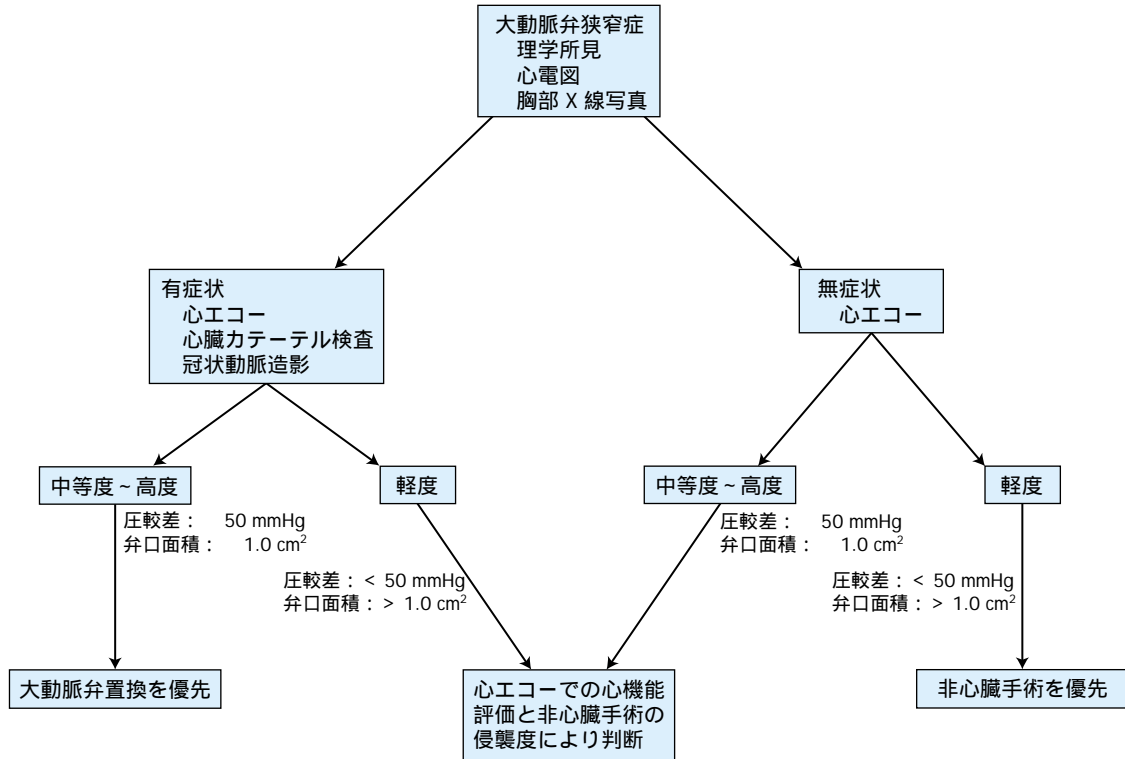 大動脈弁狭窄症
理学所見
心電図
胸部 X 線写真
有症状
心エコー
心臓カテーテル検査
冠状動脈造影
無症状
心エコー
中等度～高度
軽度
中等度～高度
軽度
圧較差： 50 mmHg
弁口面積： 1.0 cm²
圧較差：< 50 mmHg
弁口面積：> 1.0 cm²
圧較差： 50 mmHg
弁口面積： 1.0 cm²
圧較差：< 50 mmHg
弁口面積：> 1.0 cm²
大動脈弁置換を優先
心エコーでの心機能
評価と非心臓手術の
侵襲度により判断
非心臓手術を優先